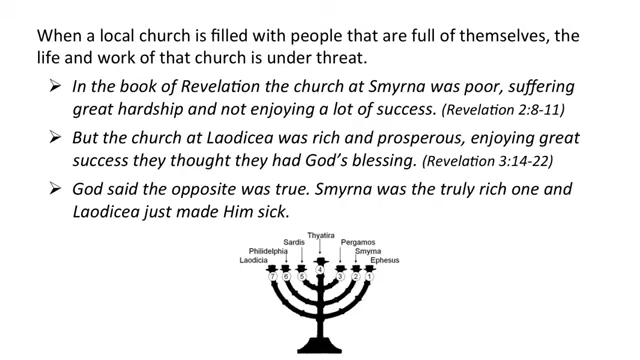 When a local church is filled with people that are full of themselves, the
life and work of that church is under threat.
➢ In the book of Revelation the church at Smyrna was poor, suffering
great hardship and not enjoying a lot of success. (Revelation 2:8-11)
➢ But the church at Laodicea was rich and prosperous, enjoying great
success they thought they had God's blessing. (Revelation 3:14-22)
➢ God said the opposite was true. Smyrna was the truly rich one and
Laodicea just made Him sick.
Thyatira
Sardis Pergamos
Philidelphia Smyrna
Laodicia Ephesus
7 6 5 4 3 2 1